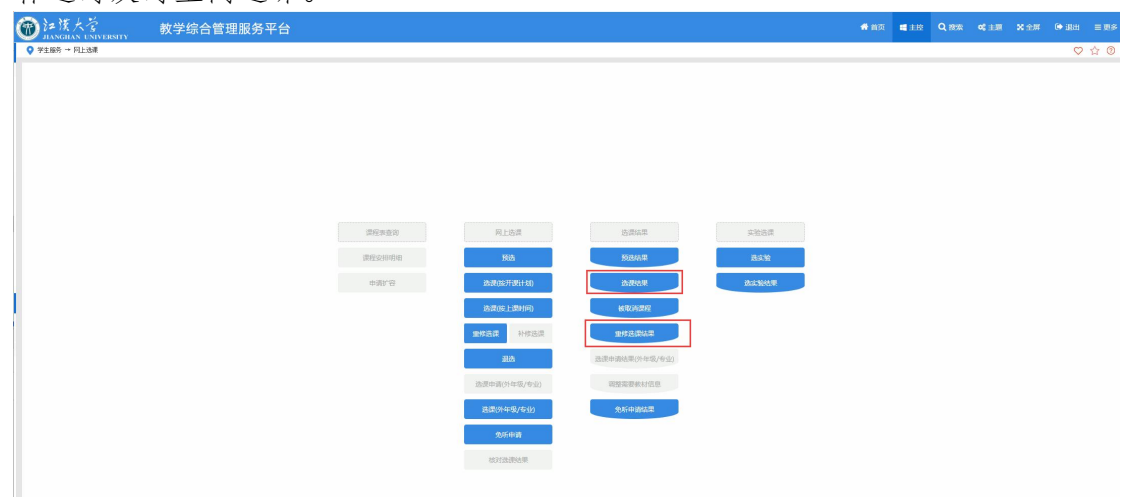 江漢大学 教学综合管理服务平台 首页 主控 搜索 主题 全屏 退出 更多
JIANGHAN UNIVERSITY
学生服务 → 网上选课
课程表查询 网上选课 选课结果 实验选课
课程安排明细 预选 预选结果 选实验
申请扩容 选课(按开课计划) 选课结果 选实验结果
选课(按上课时间) 被取消课程
重修选课 补修选课 重修选课结果
退选 选课申请结果(外年级/专业)
选课申请(外年级/专业) 调整需要教材信息
选课(外年级/专业) 免听申请结果
免听申请
核对选课结果